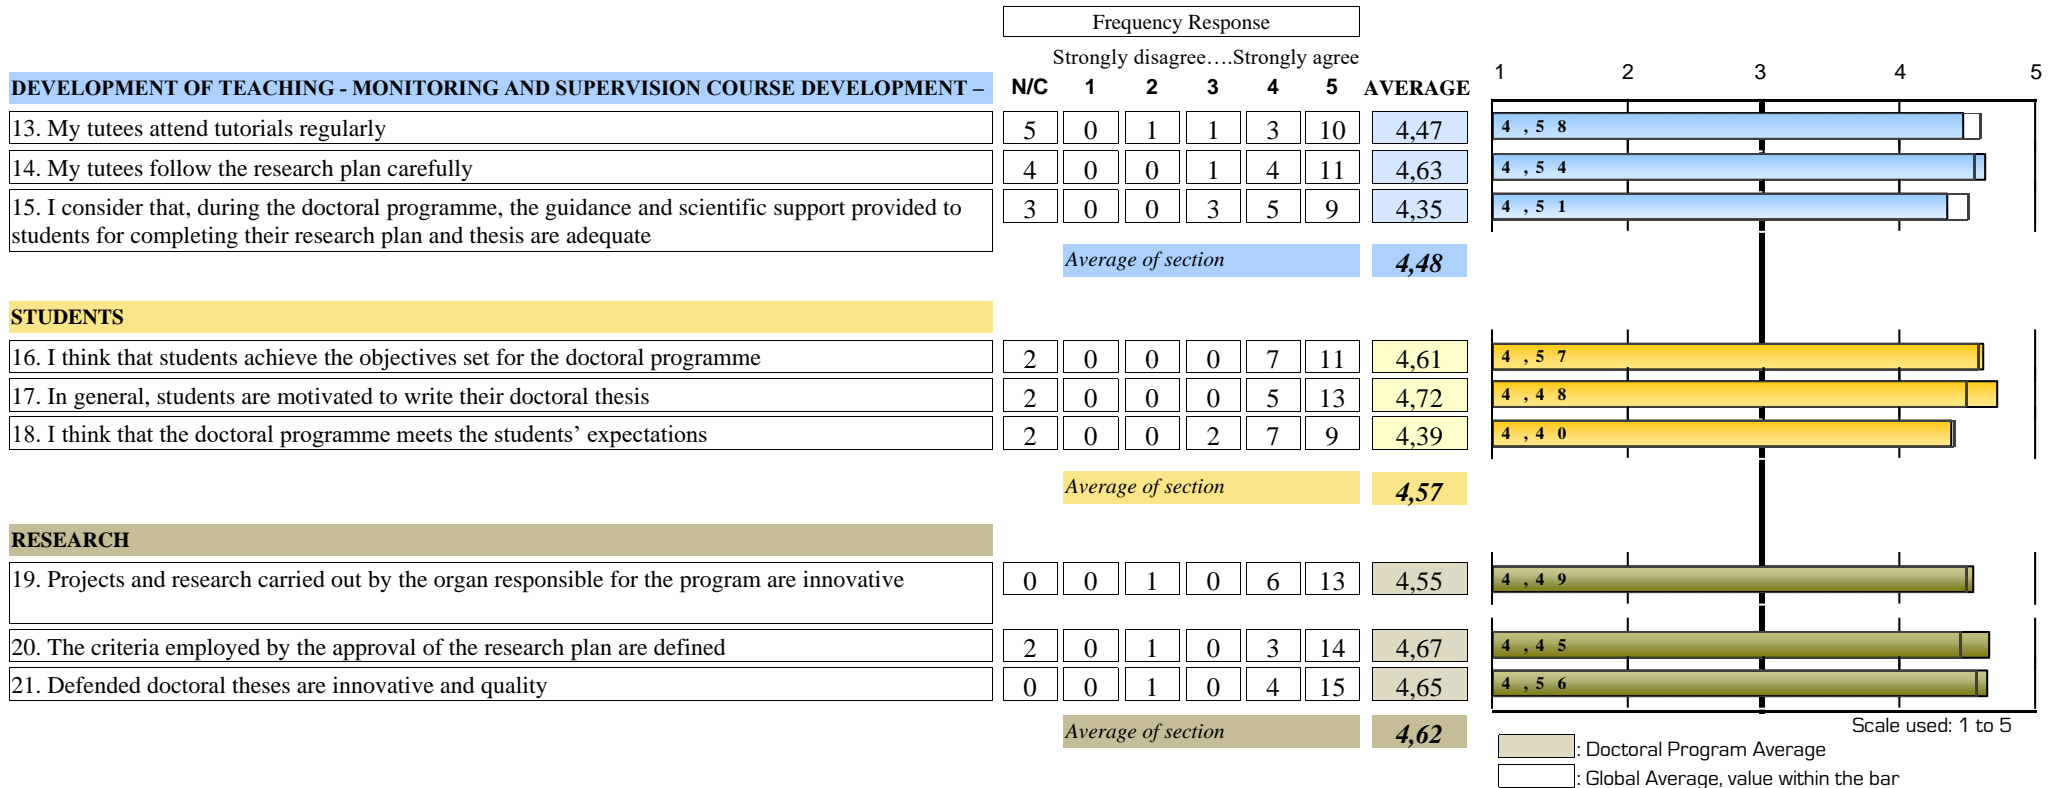 Frequency Response
Strongly disagree….Strongly agree
DEVELOPMENT OF TEACHING - MONITORING AND SUPERVISION COURSE DEVELOPMENT – N/C 1 2 3 4 5 AVERAGE 1 2 3 4 5
13. My tutees attend tutorials regularly 5 0 1 1 3 10 4,47 4,58
14. My tutees follow the research plan carefully 4 0 0 1 4 11 4,63 4,54
15. I consider that, during the doctoral programme, the guidance and scientific support provided to 3 0 0 3 5 9 4,35 4,51
students for completing their research plan and thesis are adequate
Average of section 4,48
STUDENTS
16. I think that students achieve the objectives set for the doctoral programme 2 0 0 0 7 11 4,61 4,57
17. In general, students are motivated to write their doctoral thesis 2 0 0 0 5 13 4,72 4,48
18. I think that the doctoral programme meets the students’ expectations 2 0 0 2 7 9 4,39 4,40
Average of section 4,57
RESEARCH
19. Projects and research carried out by the organ responsible for the program are innovative 0 0 1 0 6 13 4,55 4,49
20. The criteria employed by the approval of the research plan are defined 2 0 1 0 3 14 4,67 4,45
21. Defended doctoral theses are innovative and quality 0 0 1 0 4 15 4,65 4,56
Average of section 4,62
Scale used: 1 to 5
: Doctoral Program Average
: Global Average, value within the bar